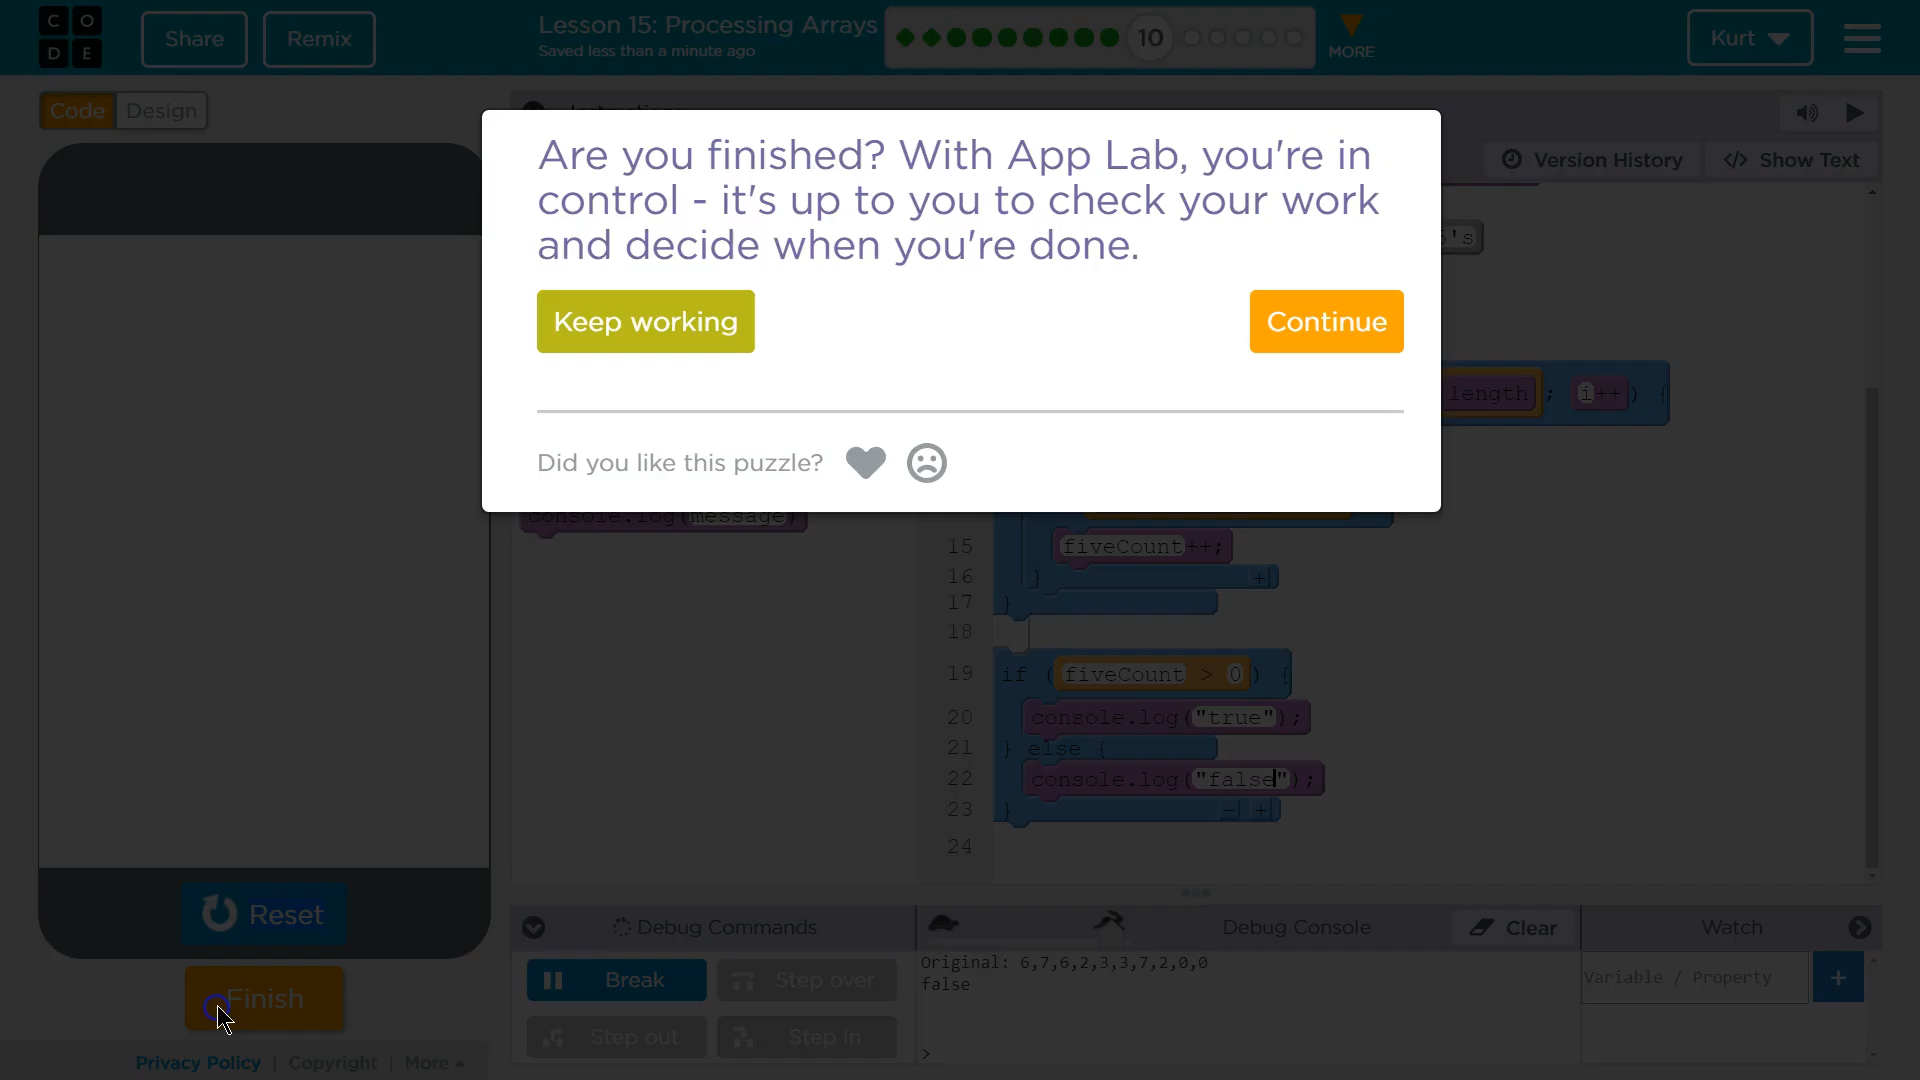 C O
D E
Share
Remix
Lesson 15: Processing Arrays
Saved less than a minute ago
10
MORE
Kurt
Code
Design
Are you finished? With App Lab, you're in
control - it's up to you to check your work
and decide when you're done.
Keep working
Continue
Did you like this puzzle?
Version History
</> Show Text
's
length ; i++) {
console.log(message)
15 fiveCount++;
16 } +
17 }
18
19 if (fiveCount > 0) {
20 console.log("true");
21 } else {
22 console.log("false");
23 } - +
24
Reset
Finish
Debug Commands
Debug Console
Clear
Watch
Break
Step over
Step out
Step in
Original: 6,7,6,2,3,3,7,2,0,0
false
>
Variable / Property
+
Privacy Policy | Copyright | More